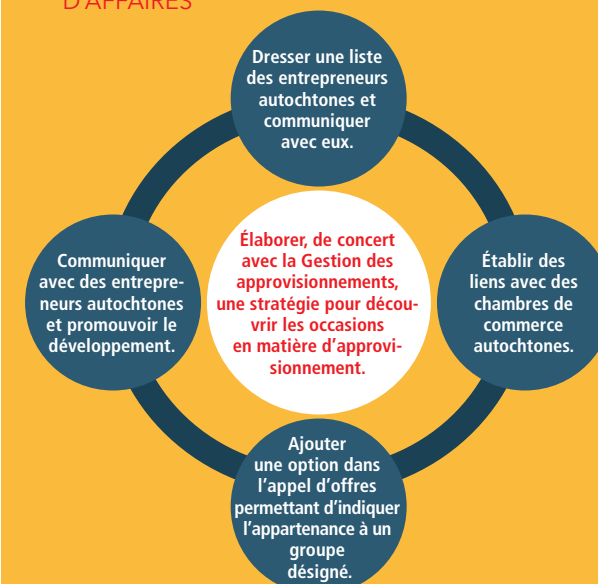 D'AFFAIRES
Dresser une liste
des entrepreneurs
autochtones et
communiquer
avec eux.
Établir des
liens avec des
chambres de
commerce
autochtones.
Ajouter
une option dans
l'appel d'offres
permettant d'indiquer
l'appartenance à un
groupe
désigné.
Communiquer
avec des entrepre-
neurs autochtones
et promouvoir le
développement.
Élaborer, de concert
avec la Gestion des
approvisionnements,
une stratégie pour décou-
vrir les occasions
en matière d'approvi-
sionnement.